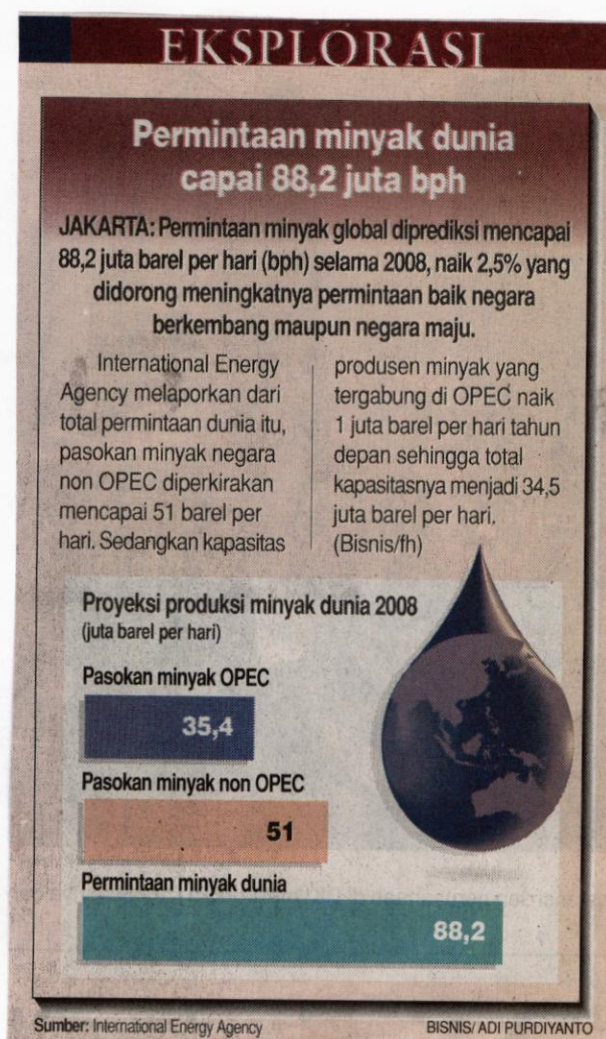 EKSPLORASI
Permintaan minyak dunia
capai 88,2 juta bph
JAKARTA: Permintaan minyak global diprediksi mencapai
88,2 juta barel per hari (bph) selama 2008, naik 2,5% yang
didorong meningkatnya permintaan baik negara
berkembang maupun negara maju.
International Energy
Agency melaporkan dari
total permintaan dunia itu,
pasokan minyak negara
non OPEC diperkirakan
mencapai 51 barel per
hari. Sedangkan kapasitas
produsen minyak yang
tergabung di OPEC naik
1 juta barel per hari tahun
depan sehingga total
kapasitasnya menjadi 34,5
juta barel per hari.
(Bisnis/fh)
Proyeksi produksi minyak dunia 2008
(juta barel per hari)
Pasokan minyak OPEC
35,4
Pasokan minyak non OPEC
51
Permintaan minyak dunia
88,2
Sumber: International Energy Agency
BISNIS/ ADI PURDIYANTO